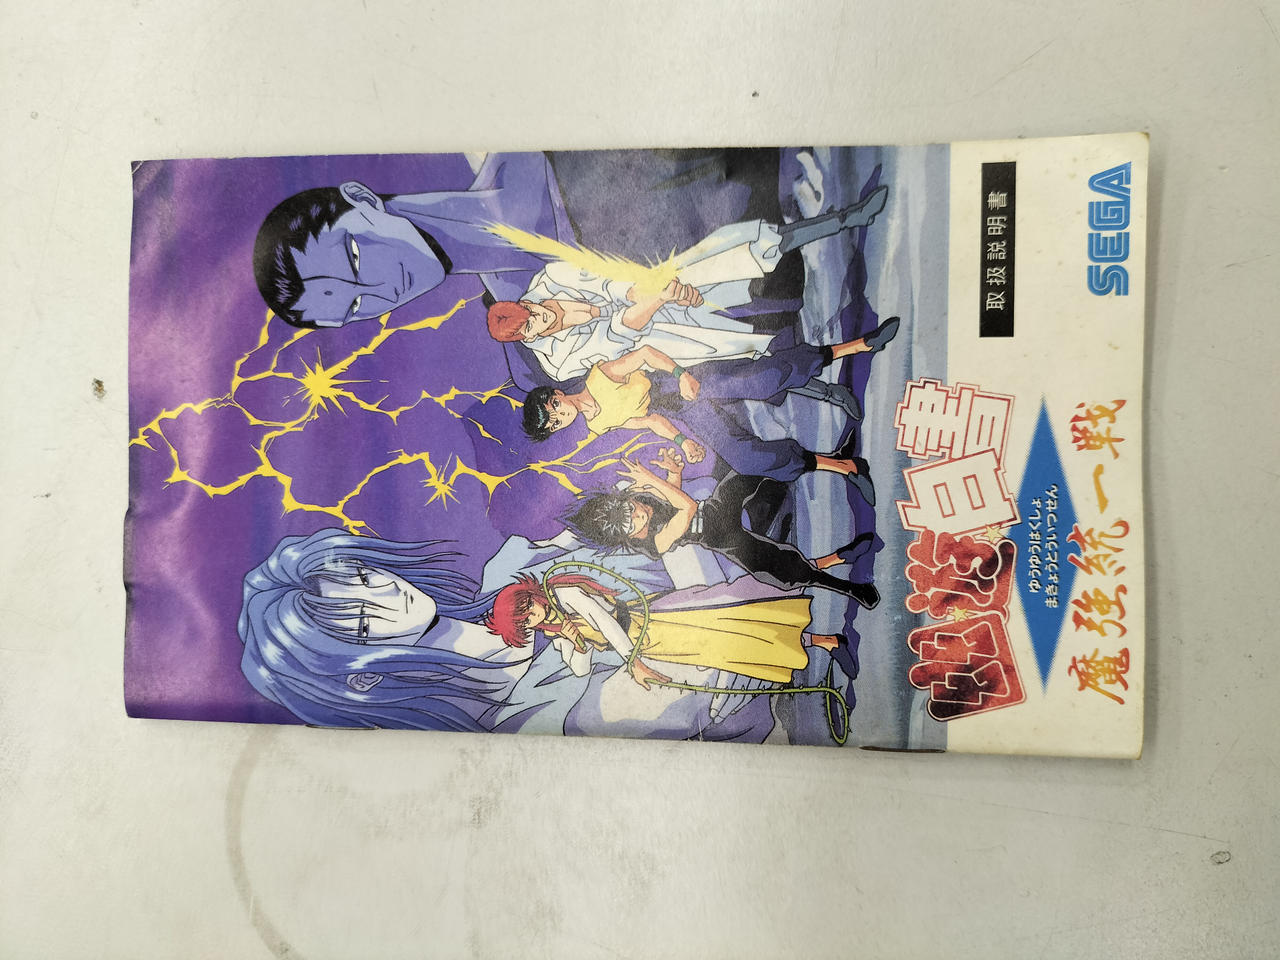 SEGA
取扱説明書
幽遊白書
ゆうゆうはくしょ
まきょうとういつせん
魔強統一戦